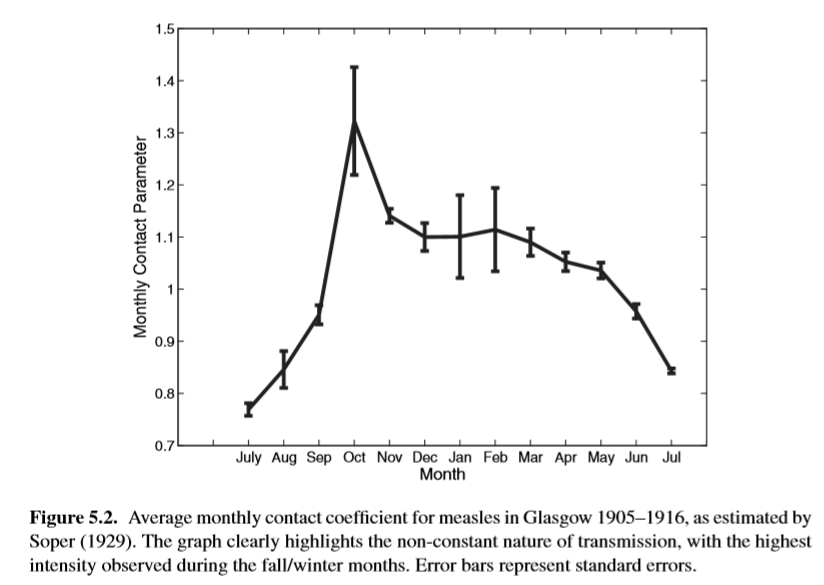 1.5
1.4
1.3
1.2
1.1
1
0.9
0.8
0.7
Monthly Contact Parameter
July Aug Sep Oct Nov Dec Jan Feb Mar Apr May Jun Jul
Month
Figure 5.2. Average monthly contact coefficient for measles in Glasgow 1905–1916, as estimated by
Soper (1929). The graph clearly highlights the non-constant nature of transmission, with the highest
intensity observed during the fall/winter months. Error bars represent standard errors.